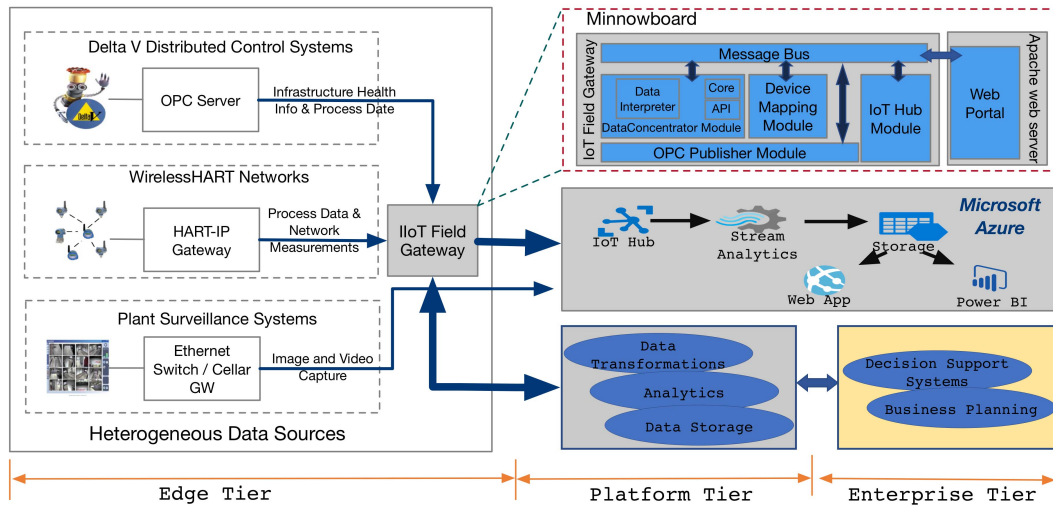 Delta V Distributed Control Systems
OPC Server
Infrastructure Health
Info & Process Date
WirelessHART Networks
HART-IP
Gateway
Process Data &
Network
Measurements
IIoT Field
Gateway
Plant Surveillance Systems
Ethernet
Switch / Cellar
GW
Image and Video
Capture
Heterogeneous Data Sources
Minnowboard
IoT Field Gateway
Message Bus
Data
Interpreter
Core
API
DataConcentrator Module
Device
Mapping
Module
IoT Hub
Module
OPC Publisher Module
Web
Portal
Apache web server
Microsoft
Azure
IoT Hub
Stream
Analytics
Storage
Web App
Power BI
Data
Transformations
Analytics
Data Storage
Decision Support
Systems
Business Planning
Edge Tier
Platform Tier
Enterprise Tier